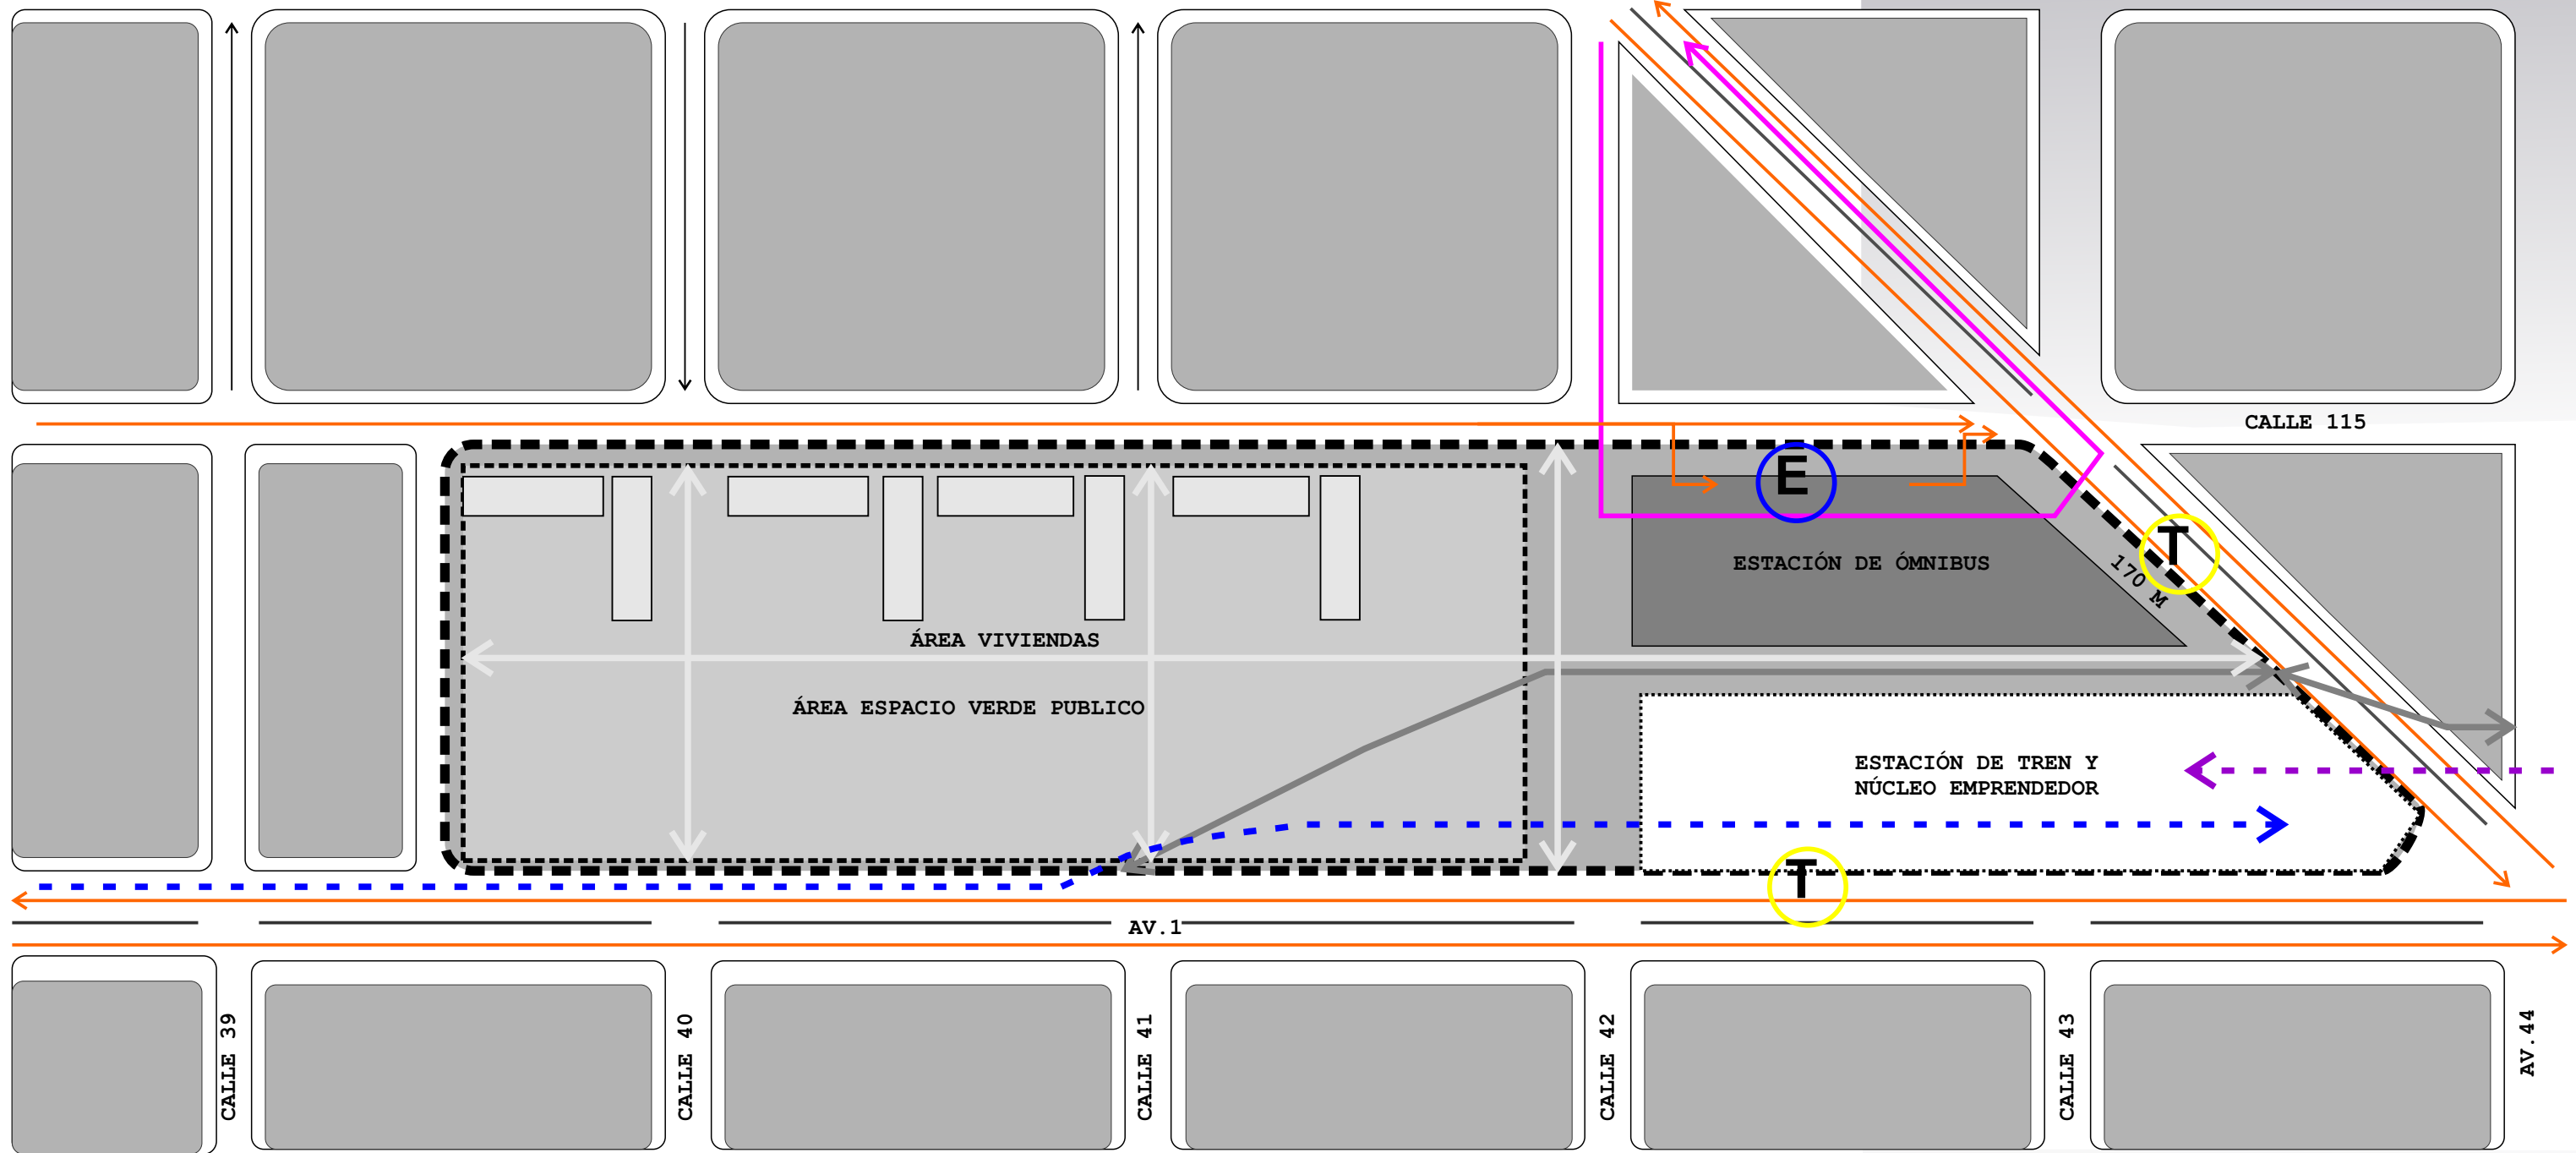 CALLE 115
E
T
ESTACIÓN DE ÓMNIBUS
170 M
ÁREA VIVIENDAS
ÁREA ESPACIO VERDE PUBLICO
ESTACIÓN DE TREN Y
NÚCLEO EMPRENDEDOR
T
AV.1
CALLE 39
CALLE 40
CALLE 41
CALLE 42
CALLE 43
AV.44